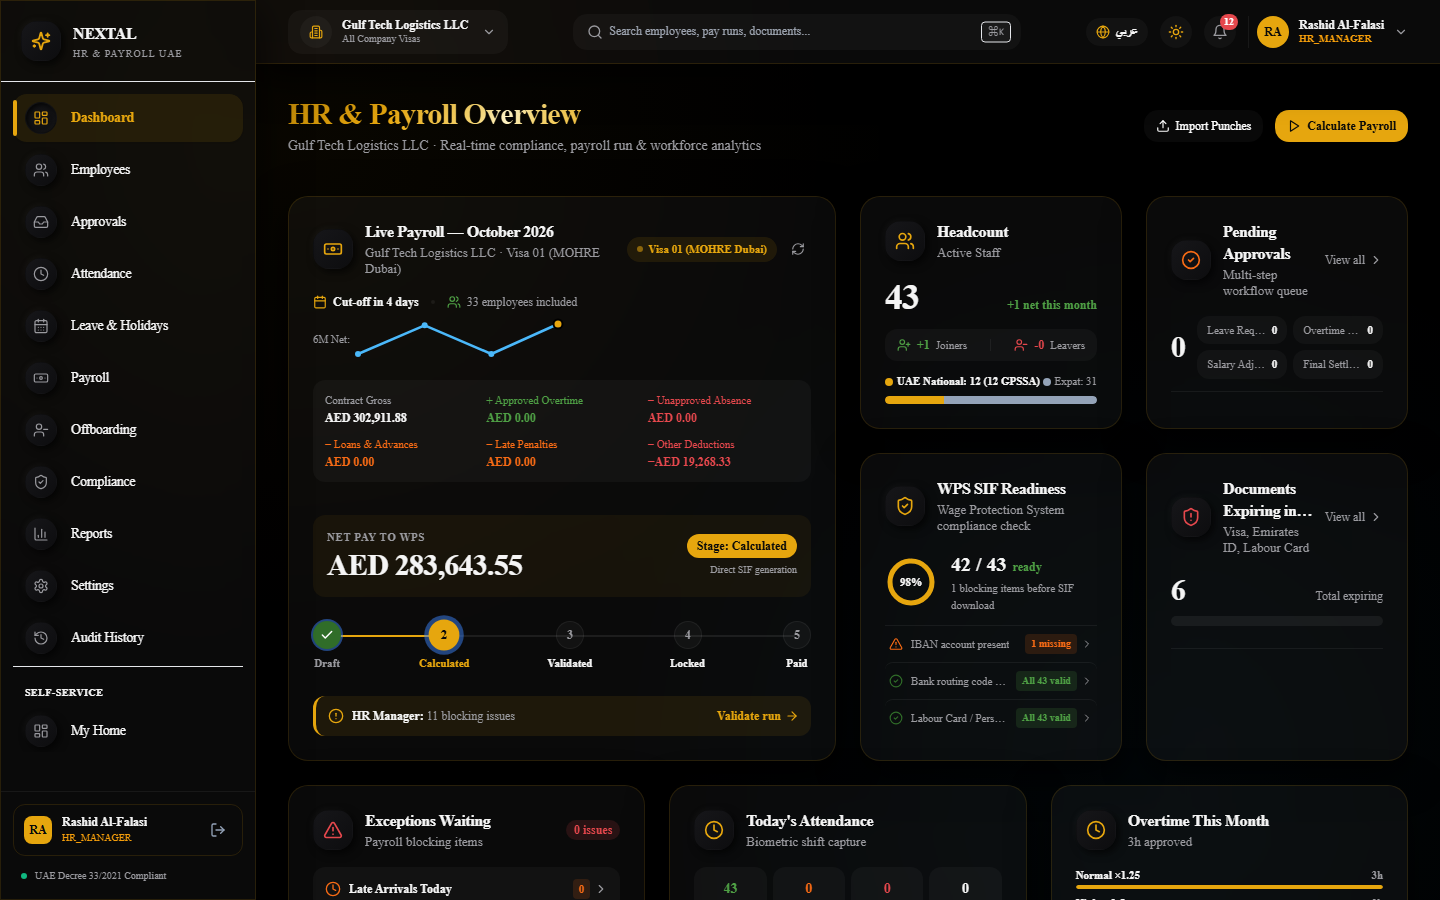 NEXTAL
HR & PAYROLL UAE
Dashboard
Employees
Approvals
Attendance
Leave & Holidays
Payroll
Offboarding
Compliance
Reports
Settings
Audit History
SELF-SERVICE
My Home
RA
Rashid Al-Falasi
HR_MANAGER
UAE Decree 33/2021 Compliant
Gulf Tech Logistics LLC
All Company Visas
Search employees, pay runs, documents...
⌘K
عربي
12
RA
Rashid Al-Falasi
HR_MANAGER
HR & Payroll Overview
Gulf Tech Logistics LLC · Real-time compliance, payroll run & workforce analytics
Import Punches
Calculate Payroll
Live Payroll — October 2026
Gulf Tech Logistics LLC · Visa 01 (MOHRE
Dubai)
Visa 01 (MOHRE Dubai)
Cut-off in 4 days
33 employees included
6M Net:
Contract Gross
AED 302,911.88
+ Approved Overtime
AED 0.00
− Unapproved Absence
AED 0.00
− Loans & Advances
AED 0.00
− Late Penalties
AED 0.00
− Other Deductions
−AED 19,268.33
NET PAY TO WPS
AED 283,643.55
Stage: Calculated
Direct SIF generation
2
3
4
5
Draft
Calculated
Validated
Locked
Paid
HR Manager: 11 blocking issues
Validate run
Headcount
Active Staff
43
+1 net this month
+1 Joiners
-0 Leavers
UAE National: 12 (12 GPSSA)
Expat: 31
Pending
Approvals
Multi-step
workflow queue
View all
0
Leave Req... 0
Overtime ... 0
Salary Adj... 0
Final Settl... 0
WPS SIF Readiness
Wage Protection System
compliance check
98%
42 / 43 ready
1 blocking items before SIF
download
IBAN account present
1 missing
Bank routing code ...
All 43 valid
Labour Card / Pers...
All 43 valid
Documents
Expiring in...
Visa, Emirates
ID, Labour Card
View all
6
Total expiring
Exceptions Waiting
Payroll blocking items
0 issues
Late Arrivals Today
0
Today's Attendance
Biometric shift capture
43
0
0
0
Overtime This Month
3h approved
Normal ×1.25
3h